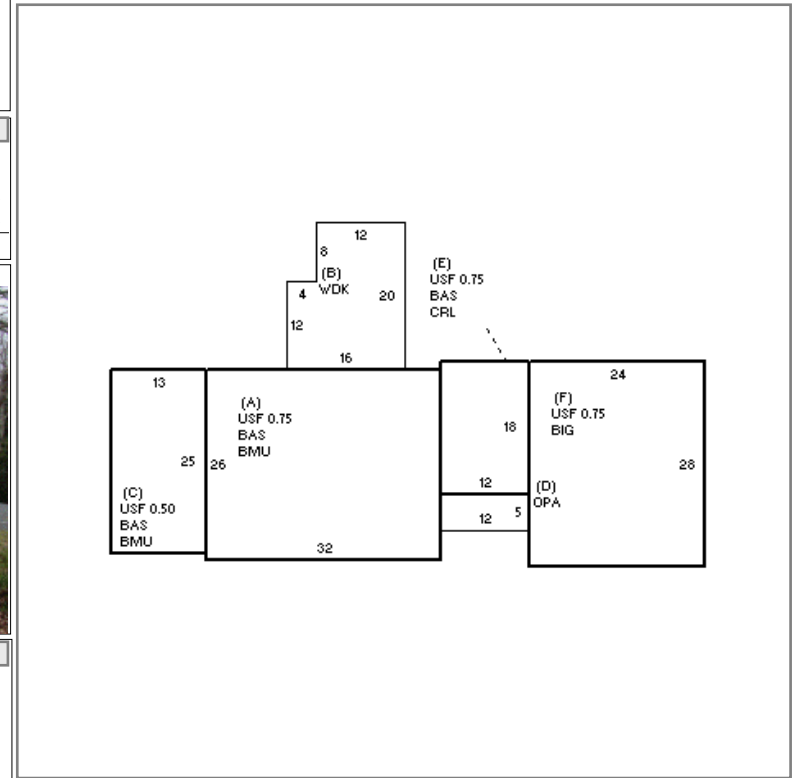 12
8
(B)
WDK
4
20
12
16
(E)
USF 0.75
BAS
CRL
13
25
(C)
USF 0.50
BAS
BMU
(A)
USF 0.75
BAS
BMU
26
32
18
12
12
5
(D)
OPA
24
(F)
USF 0.75
BIG
28